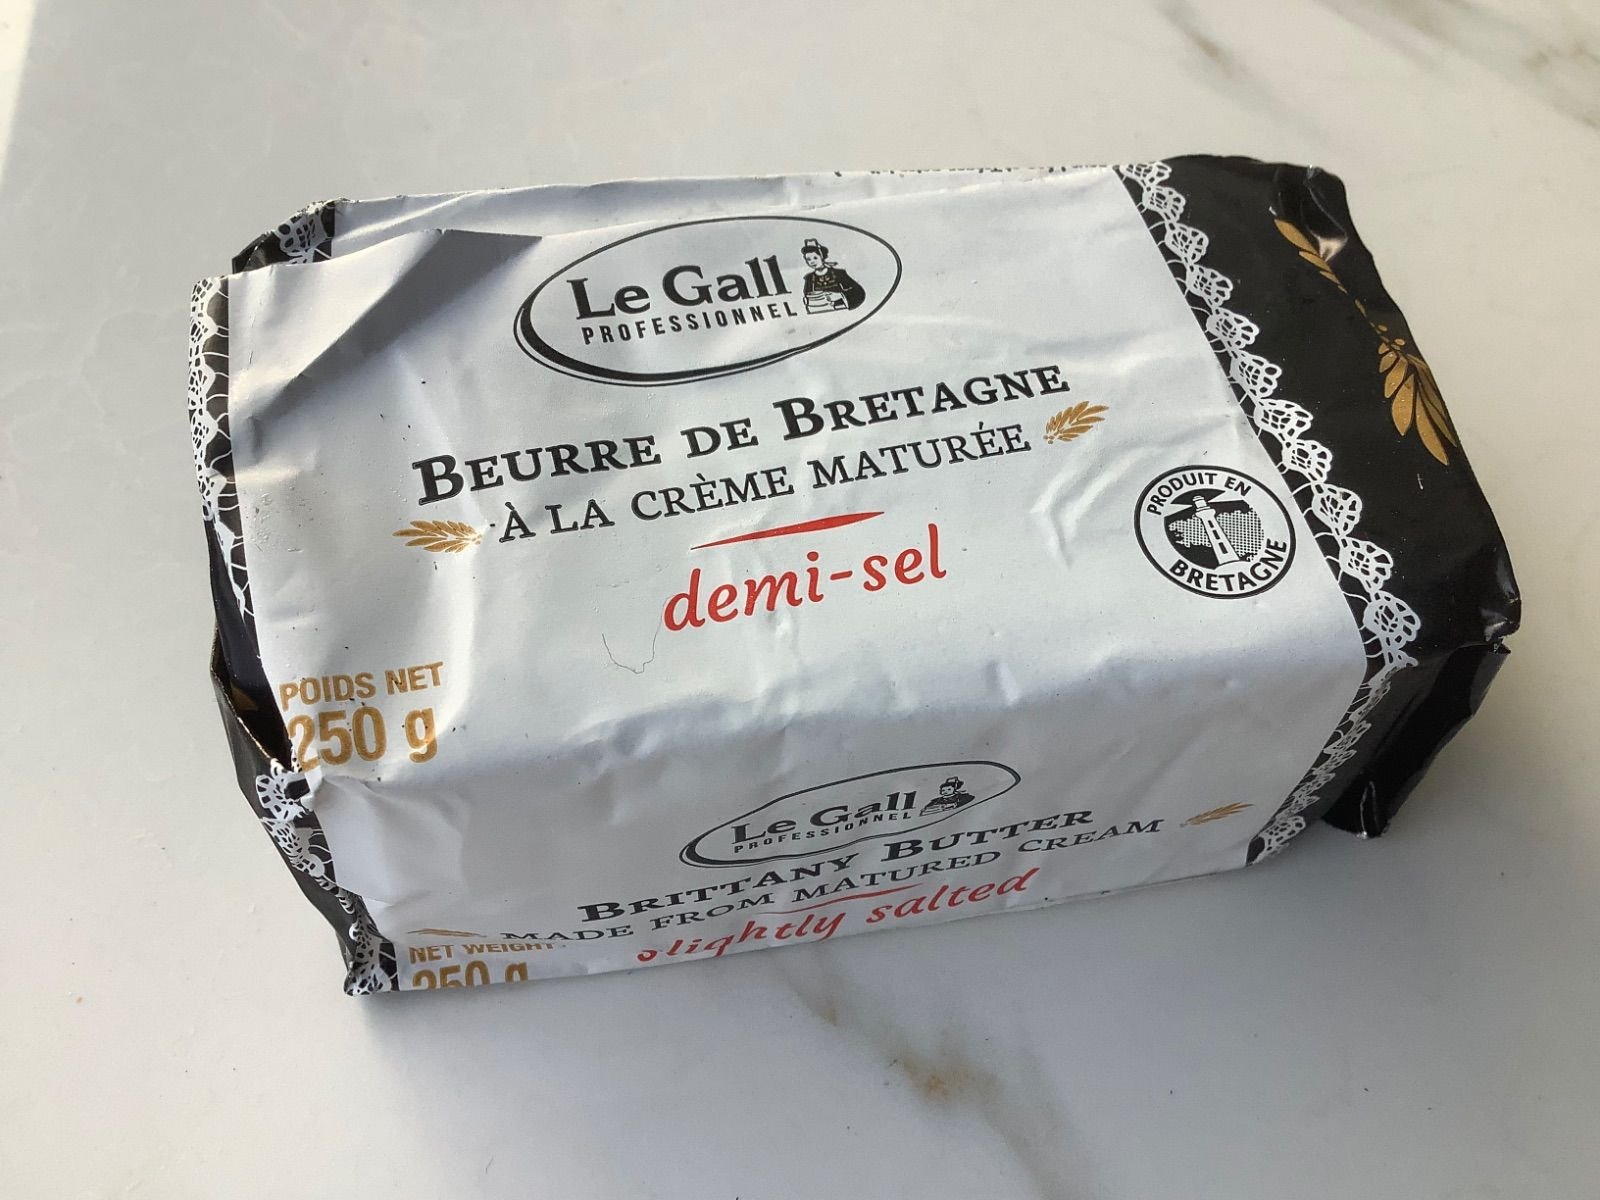 Le Gall
PROFESSIONNEL
BEURRE DE BRETAGNE
À LA CRÈME MATURÉE
demi-sel
PRODUIT EN
BRETAGNE
POIDS NET
250 g
Le Gall
PROFESSIONNEL
BRITTANY BUTTER
MADE FROM MATURED CREAM
slightly salted
NET WEIGHT
250 g